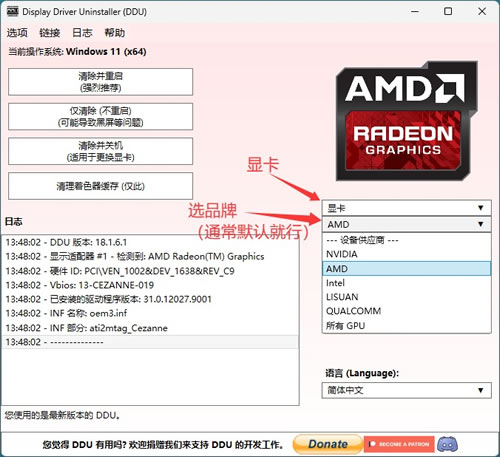 Display Driver Uninstaller (DDU)
选项 链接 日志 帮助
当前操作系统: Windows 11 (x64)
清除并重启
(强烈推荐)
仅清除 (不重启)
(可能导致黑屏等问题)
清除并关机
(适用于更换显卡)
清理着色器缓存 (仅此)
AMD
RADEON
GRAPHICS
显卡
选品牌
(通常默认就行)
显卡
AMD
--- 设备供应商 ---
NVIDIA
AMD
Intel
LISUAN
QUALCOMM
所有 GPU
日志
13:48:02 - DDU 版本: 18.1.6.1
13:48:02 - 显示适配器 #1 - 检测到: AMD Radeon(TM) Graphics
13:48:02 - 硬件 ID: PCI\VEN_1002&DEV_1638&REV_C9
13:48:02 - Vbios: 13-CEZANNE-019
13:48:02 - 已安装的驱动程序版本: 31.0.12027.9001
13:48:02 - INF 名称: oem3.inf
13:48:02 - INF 部分: ati2mtag_Cezanne
13:48:02 - --------------
语言 (Language):
简体中文
您使用的是最新版本的 DDU。
您觉得 DDU 有用吗? 欢迎捐赠我们来支持 DDU 的开发工作。
Donate
BECOME A PATRON